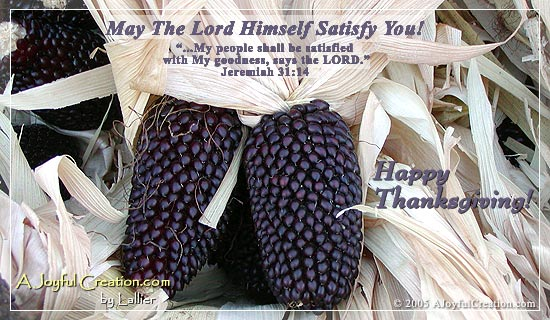 May The Lord Himself Satisfy You!
"...My people shall be satisfied
with My goodness, says the LORD."
Jeremiah 31:14
Happy
Thanksgiving!
A Joyful Creation.com
by Lallier
© 2005 AJoyfulCreation.com